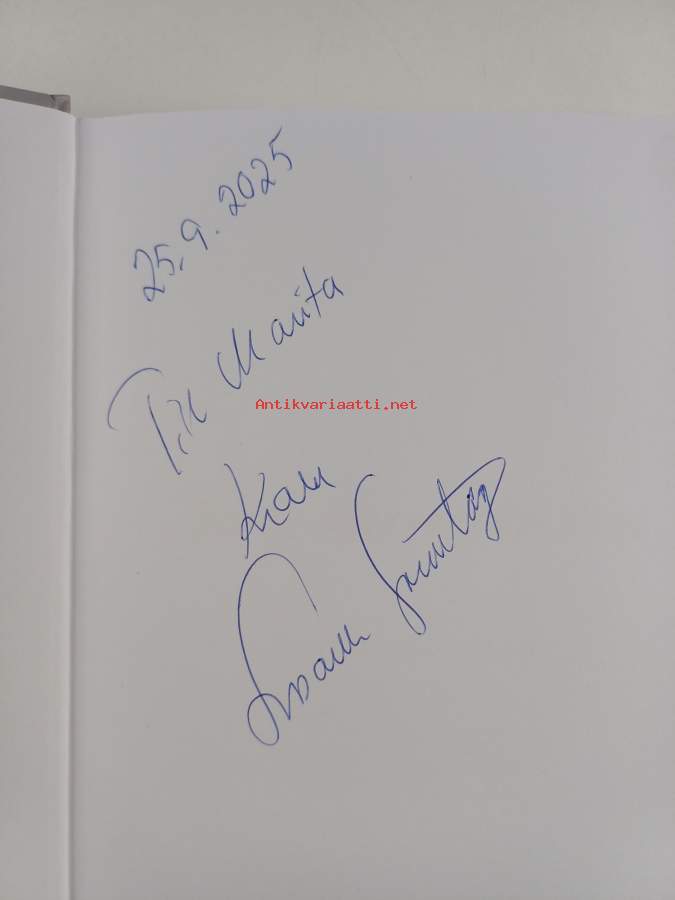 25.9.2025
Till Marita
Antikvariaatti.net
Kram